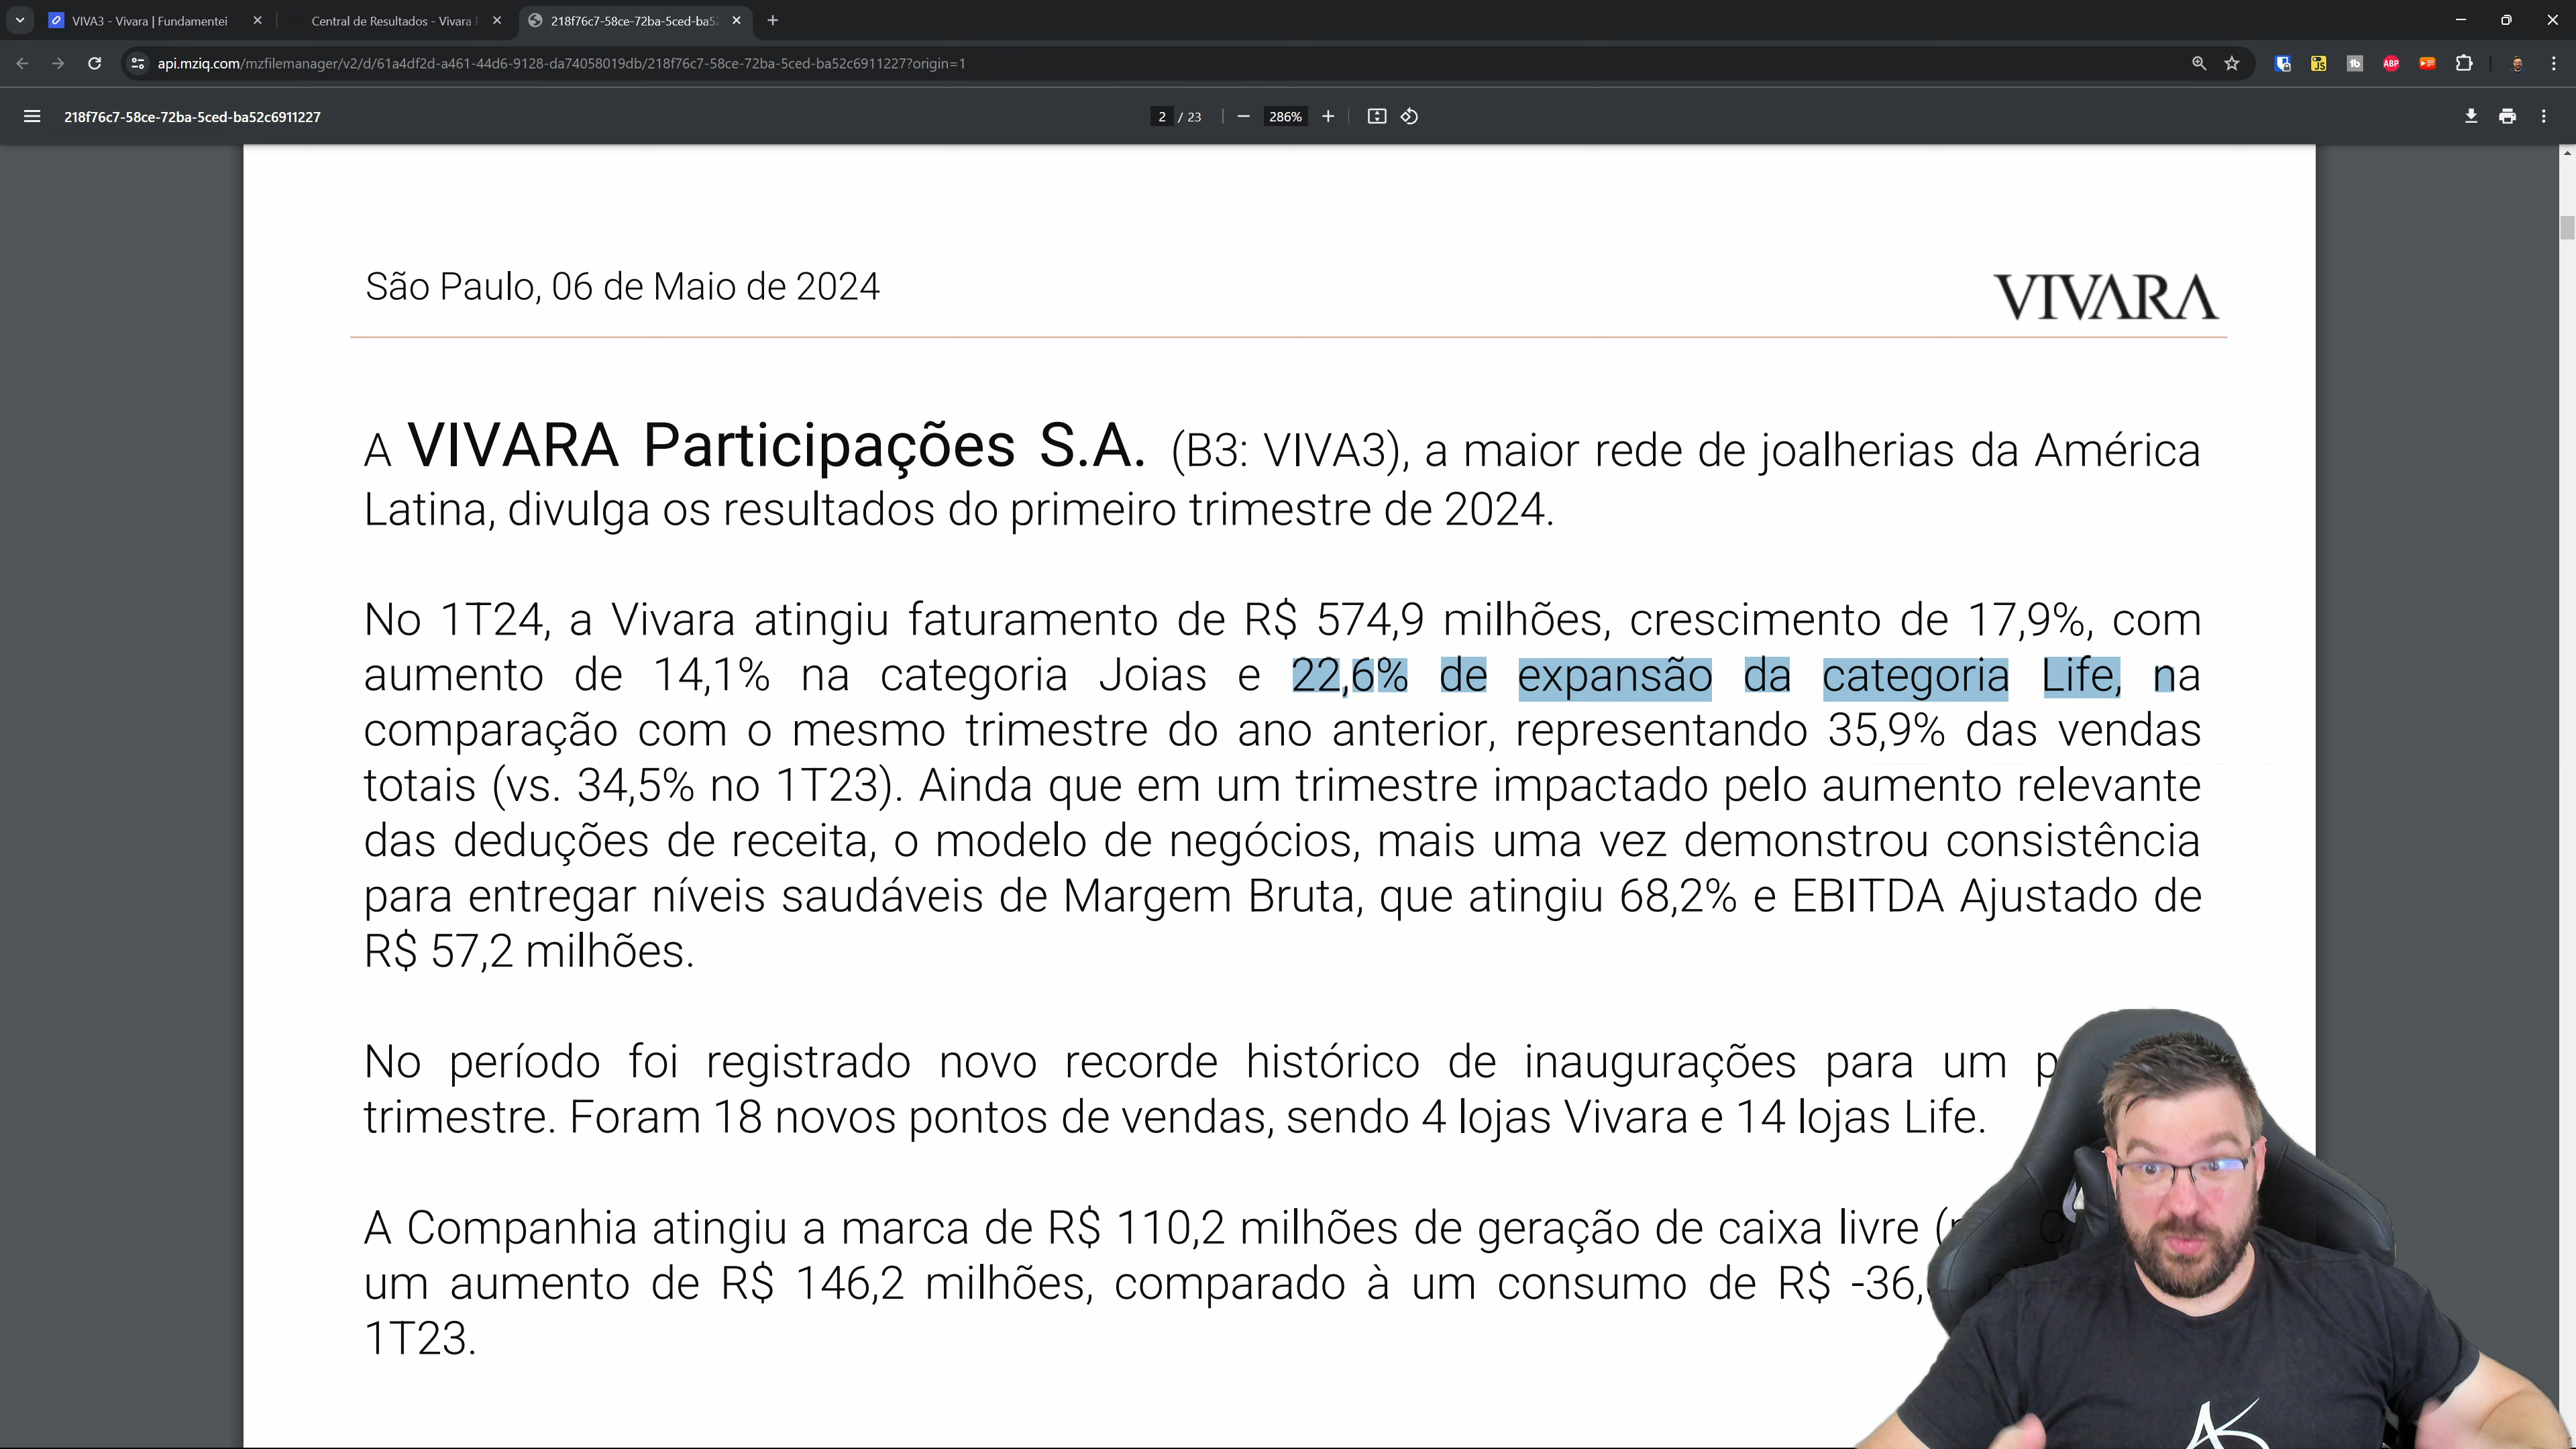 VIVA3 - Vivara | Fundamentei
Central de Resultados - Vivara
218f76c7-58ce-72ba-5ced-ba52
api.mziq.com/mzfilemanager/v2/d/61a4df2d-a461-44d6-9128-da74058019db/218f76c7-58ce-72ba-5ced-ba52c6911227?origin=1
JS
ABP
218f76c7-58ce-72ba-5ced-ba52c6911227
2 / 23
286%
São Paulo, 06 de Maio de 2024
VIVARA
A VIVARA Participações S.A. (B3: VIVA3), a maior rede de joalherias da América
Latina, divulga os resultados do primeiro trimestre de 2024.
No 1T24, a Vivara atingiu faturamento de R$ 574,9 milhões, crescimento de 17,9%, com
aumento de 14,1% na categoria Joias e 22,6% de expansão da categoria Life, na
comparação com o mesmo trimestre do ano anterior, representando 35,9% das vendas
totais (vs. 34,5% no 1T23). Ainda que em um trimestre impactado pelo aumento relevante
das deduções de receita, o modelo de negócios, mais uma vez demonstrou consistência
para entregar níveis saudáveis de Margem Bruta, que atingiu 68,2% e EBITDA Ajustado de
R$ 57,2 milhões.
No período foi registrado novo recorde histórico de inaugurações para um p
trimestre. Foram 18 novos pontos de vendas, sendo 4 lojas Vivara e 14 lojas Life.
A Companhia atingiu a marca de R$ 110,2 milhões de geração de caixa livre (
um aumento de R$ 146,2 milhões, comparado à um consumo de R$ -36,
1T23.